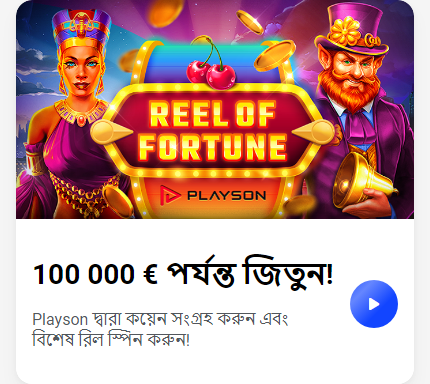 REEL OF
FORTUNE
PLAYSON
100 000 € পর্যন্ত জিতুন!
Playson দ্বারা কয়েন সংগ্রহ করুন এবং
বিশেষ রিল স্পিন করুন!